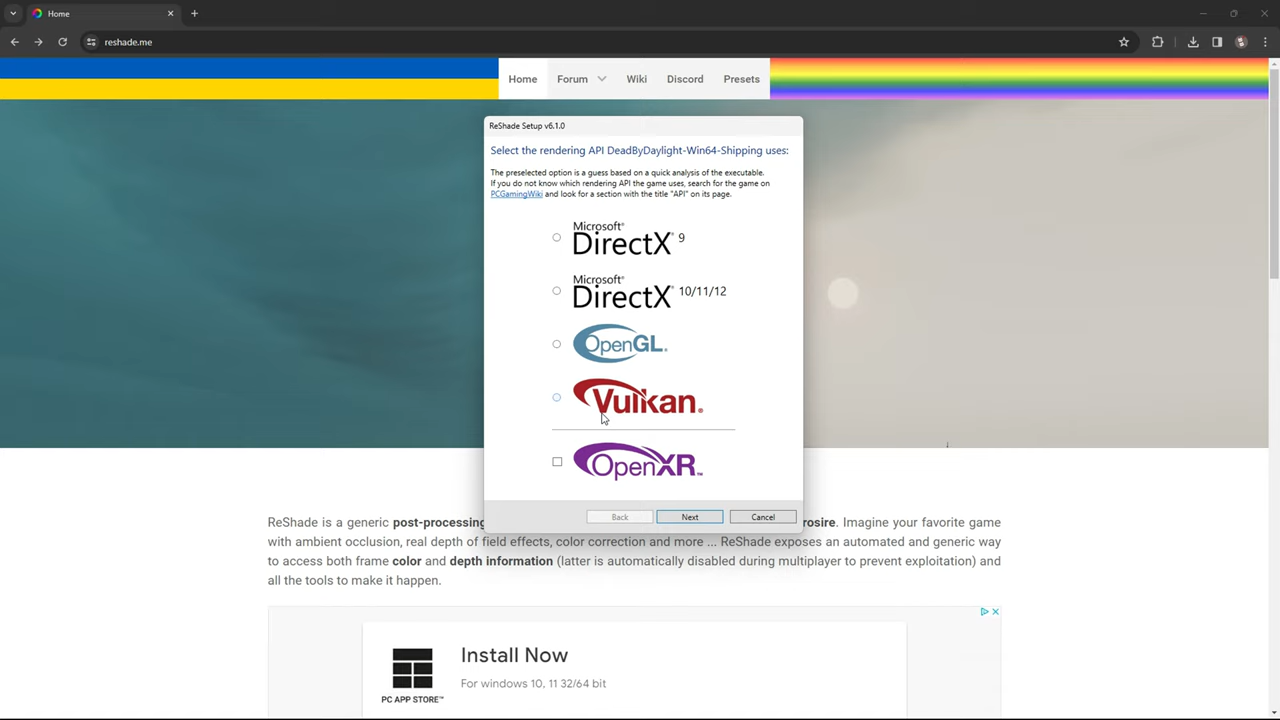 Home
reshade.me
Home Forum Wiki Discord Presets
ReShade Setup v6.1.0
Select the rendering API DeadByDaylight-Win64-Shipping uses:
The preselected option is a guess based on a quick analysis of the executable.
If you do not know which rendering API the game uses, search for the game on
PCGamingWiki and look for a section with the title "API" on its page.
Microsoft®
DirectX® 9
Microsoft®
DirectX® 10/11/12
OpenGL®
Vulkan®
OpenXR™
Back Next Cancel
ReShade is a generic post-processing rosire. Imagine your favorite game
with ambient occlusion, real depth of field effects, color correction and more ... ReShade exposes an automated and generic way
to access both frame color and depth information (latter is automatically disabled during multiplayer to prevent exploitation) and
all the tools to make it happen.
Install Now
For windows 10, 11 32/64 bit
PC APP STORE™